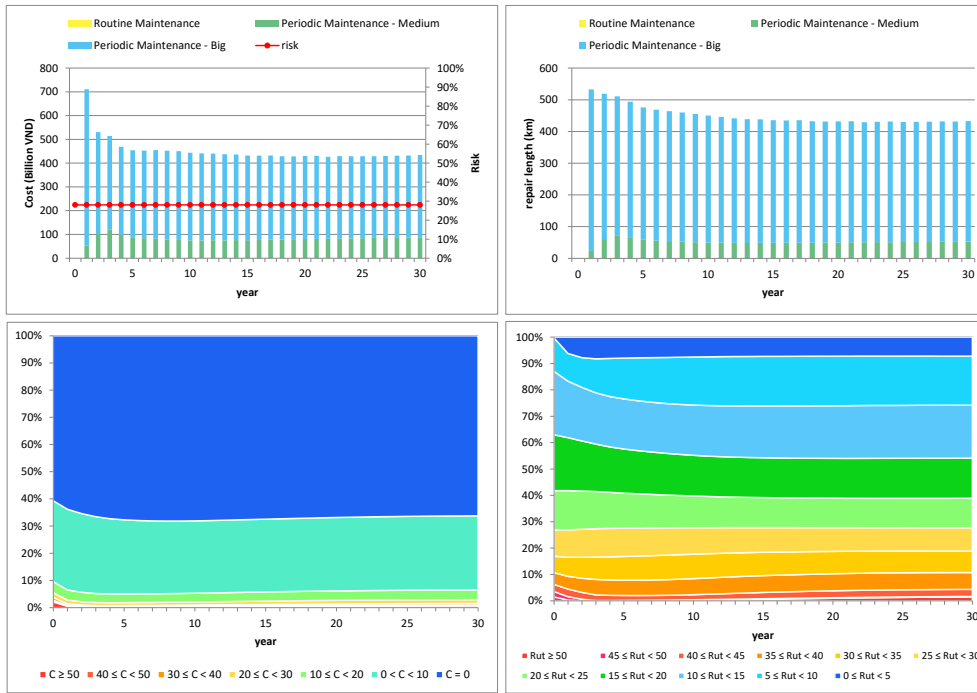 Routine Maintenance
Periodic Maintenance - Medium
Periodic Maintenance - Big
risk
800
700
600
500
400
300
200
100
0
Cost (Billion VND)
100%
90%
80%
70%
60%
50%
40%
30%
20%
10%
0%
Risk
0 5 10 15 20 25 30
year
Routine Maintenance
Periodic Maintenance - Medium
Periodic Maintenance - Big
600
500
400
300
200
100
0
repair length (km)
0 5 10 15 20 25 30
year
100%
90%
80%
70%
60%
50%
40%
30%
20%
10%
0%
0 5 10 15 20 25 30
year
C ≥ 50 40 ≤ C < 50 30 ≤ C < 40 20 ≤ C < 30 10 ≤ C < 20 0 < C < 10 C = 0
100%
90%
80%
70%
60%
50%
40%
30%
20%
10%
0%
0 5 10 15 20 25 30
year
Rut ≥ 50 45 ≤ Rut < 50 40 ≤ Rut < 45 35 ≤ Rut < 40 30 ≤ Rut < 35 25 ≤ Rut < 30
20 ≤ Rut < 25 15 ≤ Rut < 20 10 ≤ Rut < 15 5 ≤ Rut < 10 0 ≤ Rut < 5